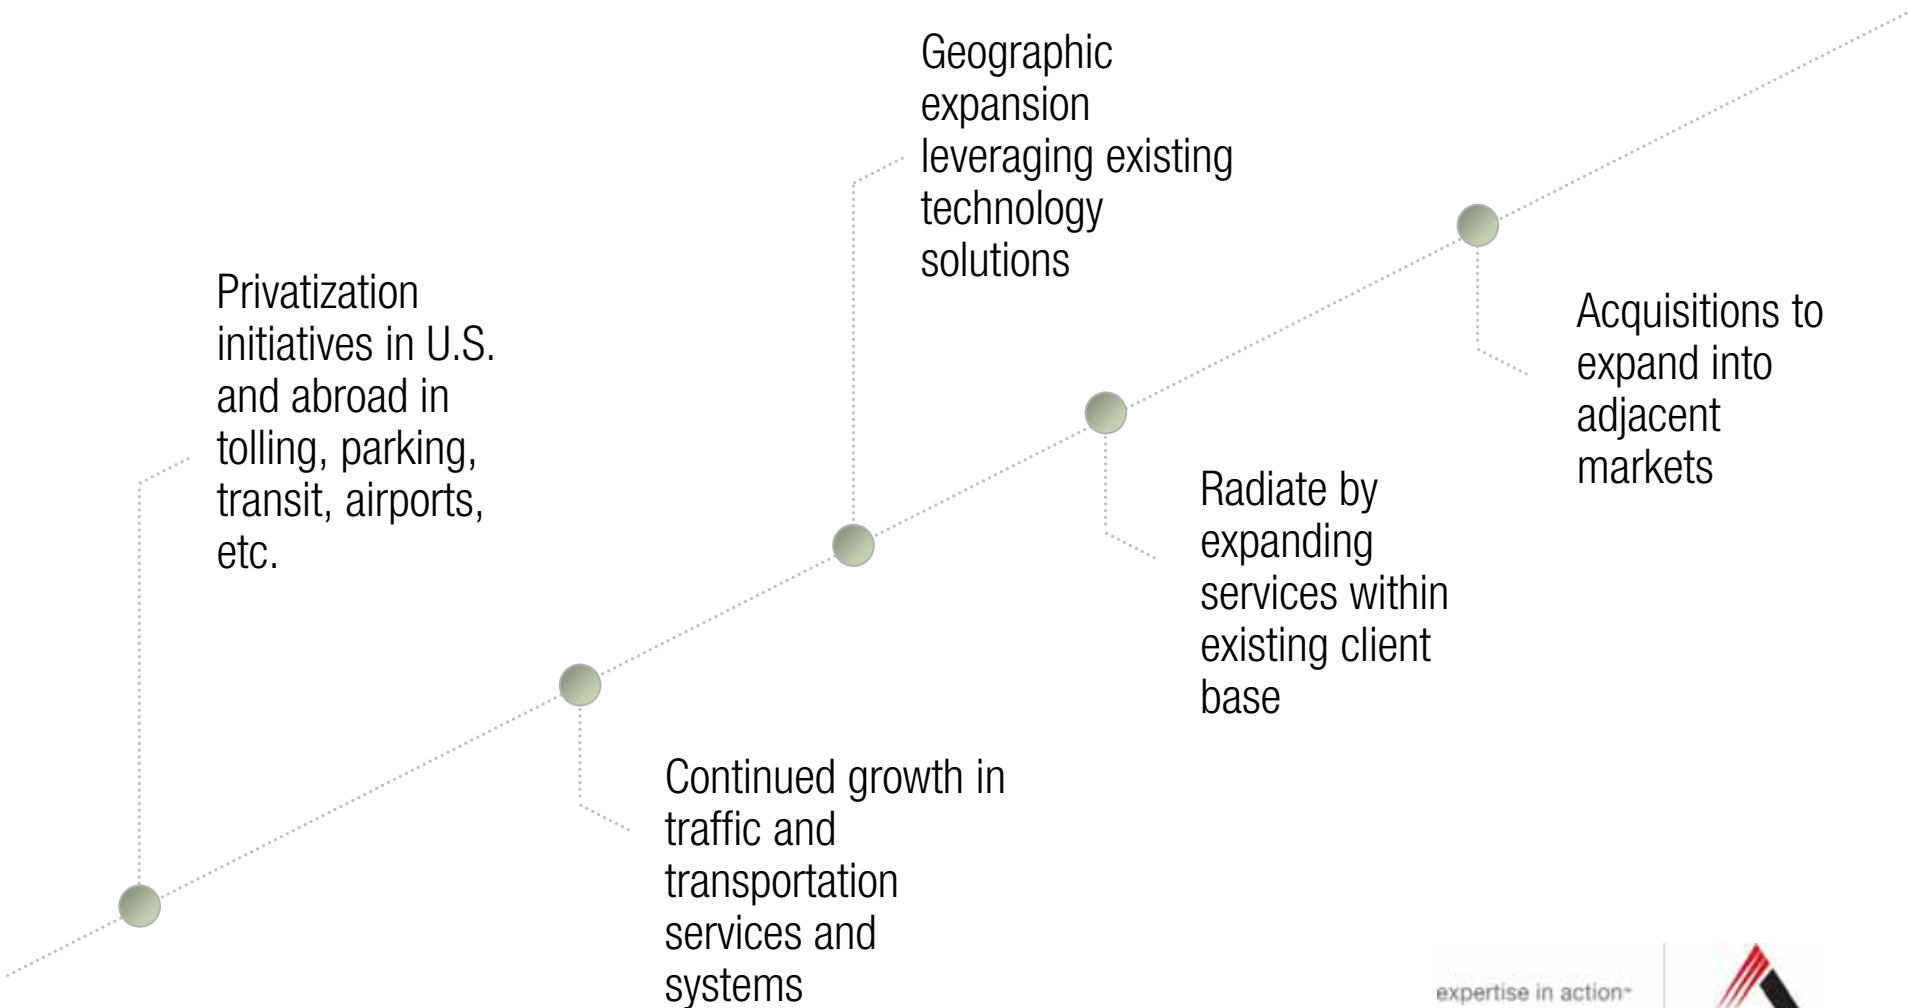 Geographic
expansion
leveraging existing
technology
solutions
Privatization
initiatives in U.S.
and abroad in
tolling, parking,
transit, airports,
etc.
Acquisitions to
expand into
adjacent
markets
Radiate by
expanding
services within
existing client
base
Continued growth in
traffic and
transportation
services and
systems
expertise in action™